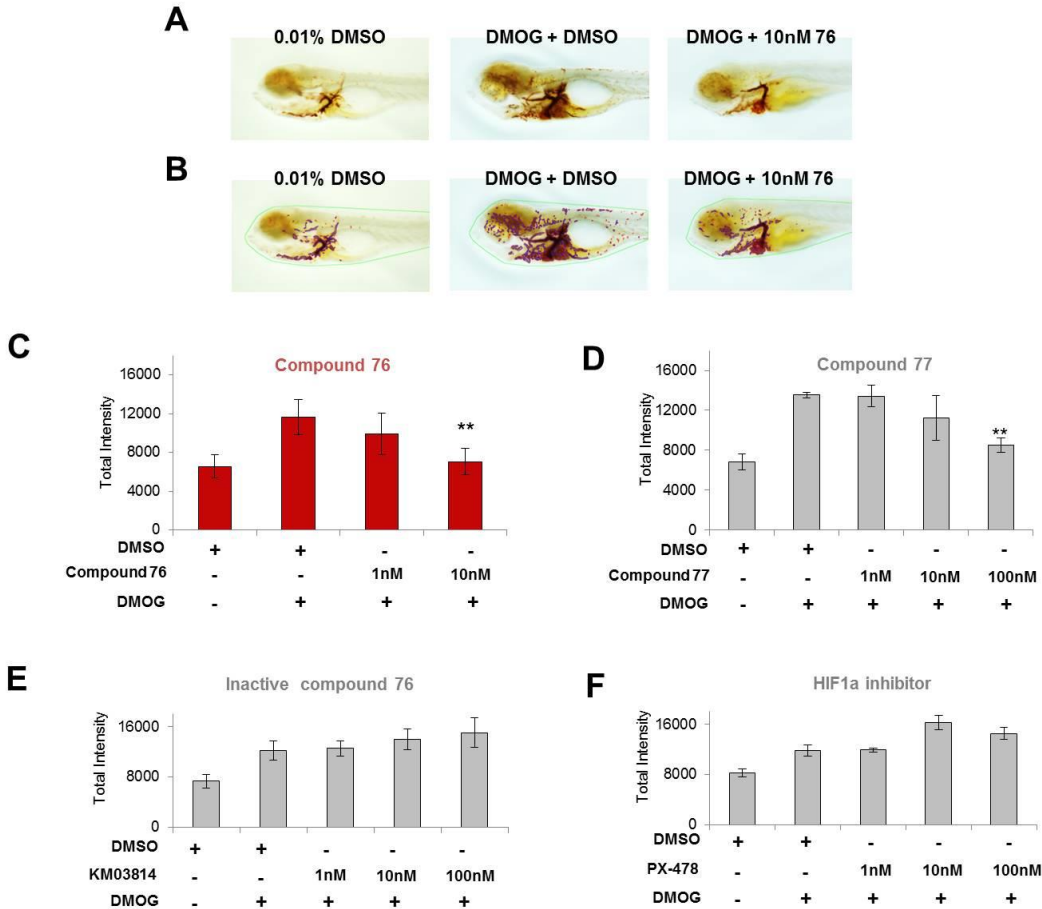 A
0.01% DMSO DMOG + DMSO DMOG + 10nM 76
B
0.01% DMSO DMOG + DMSO DMOG + 10nM 76
C
Compound 76
Total Intensity
16000
12000
8000
4000
0
**
DMSO + + - -
Compound 76 - - 1nM 10nM
DMOG - + + +
D
Compound 77
Total Intensity
16000
12000
8000
4000
0
**
DMSO + + - - -
Compound 77 - - 1nM 10nM 100nM
DMOG - + + + +
E
Inactive compound 76
Total Intensity
16000
8000
0
DMSO + + - - -
KM03814 - - 1nM 10nM 100nM
DMOG - + + + +
F
HIF1a inhibitor
Total Intensity
16000
8000
0
DMSO + + - - -
PX-478 - - 1nM 10nM 100nM
DMOG - + + + +